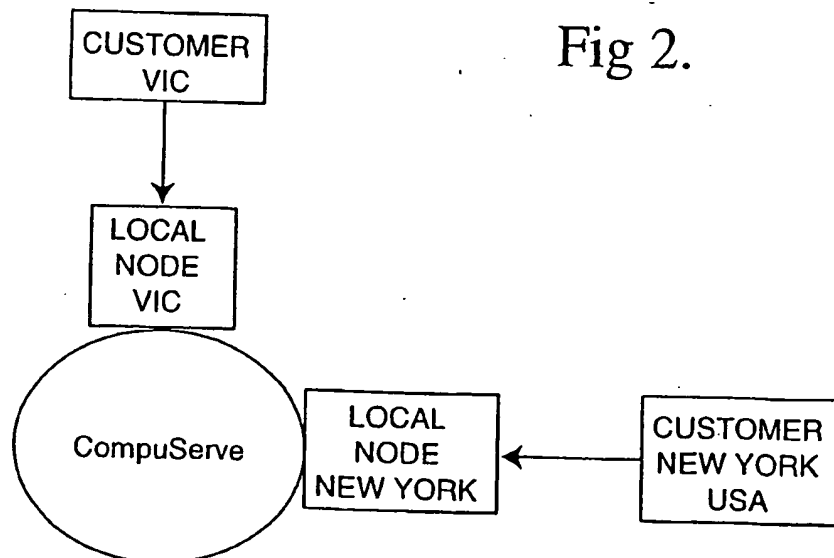 Fig 2.
CUSTOMER
VIC
LOCAL
NODE
VIC
CompuServe
LOCAL
NODE
NEW YORK
CUSTOMER
NEW YORK
USA